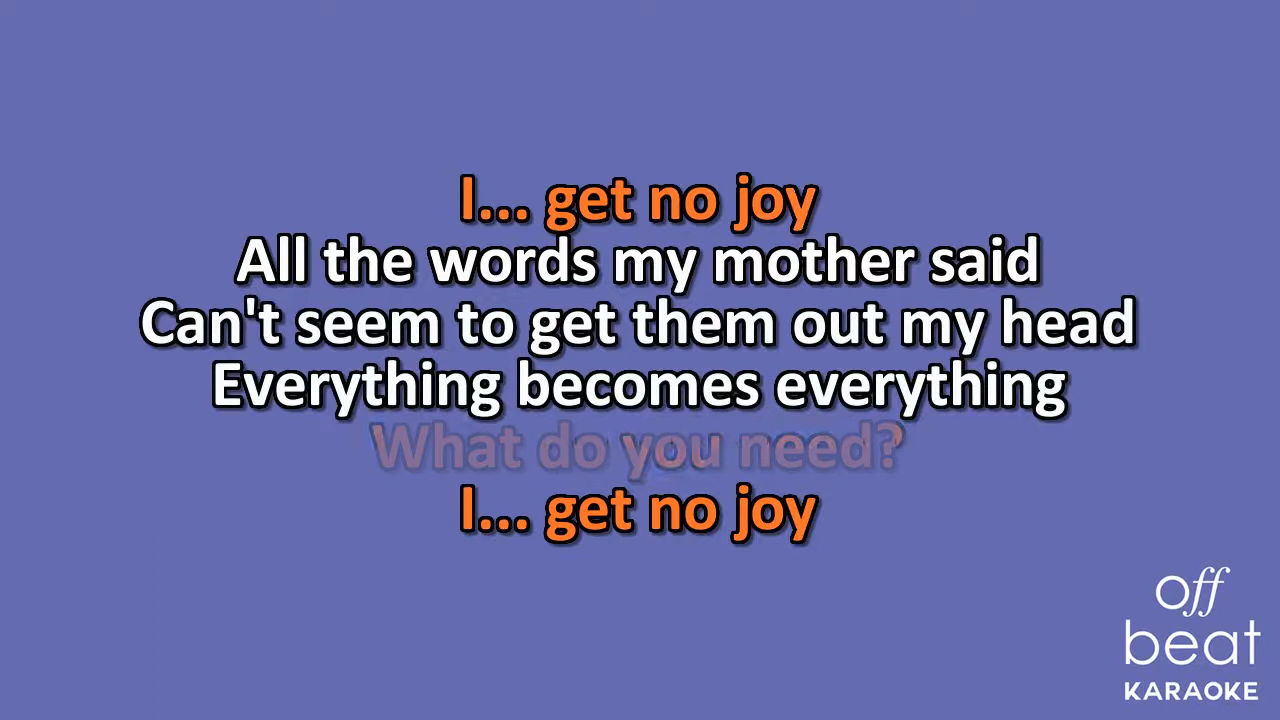 I... get no joy
All the words my mother said
Can't seem to get them out my head
Everything becomes everything
What do you need?
I... get no joy
off
beat
KARAOKE